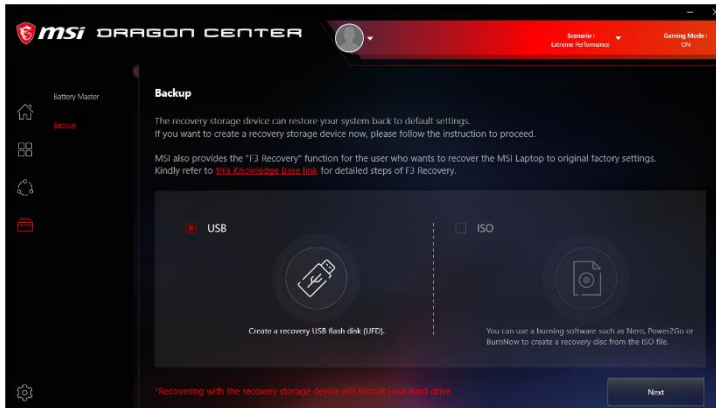 msi DRAGON CENTER
Scenario :
Extreme Performance
Gaming Mode :
ON
Battery Master
Backup
Backup
The recovery storage device can restore your system back to default settings.
If you want to create a recovery storage device now, please follow the instruction to proceed.
MSI also provides the "F3 Recovery" function for the user who wants to recover the MSI Laptop to original factory settings.
Kindly refer to this Knowledge Base link for detailed steps of F3 Recovery.
USB
ISO
Create a recovery USB flash disk (UFD).
You can use a burning software such as Nero, Power2Go or
BurnNow to create a recovery disc from the ISO file.
*Recovering with the recovery storage device will format your hard drive
Next